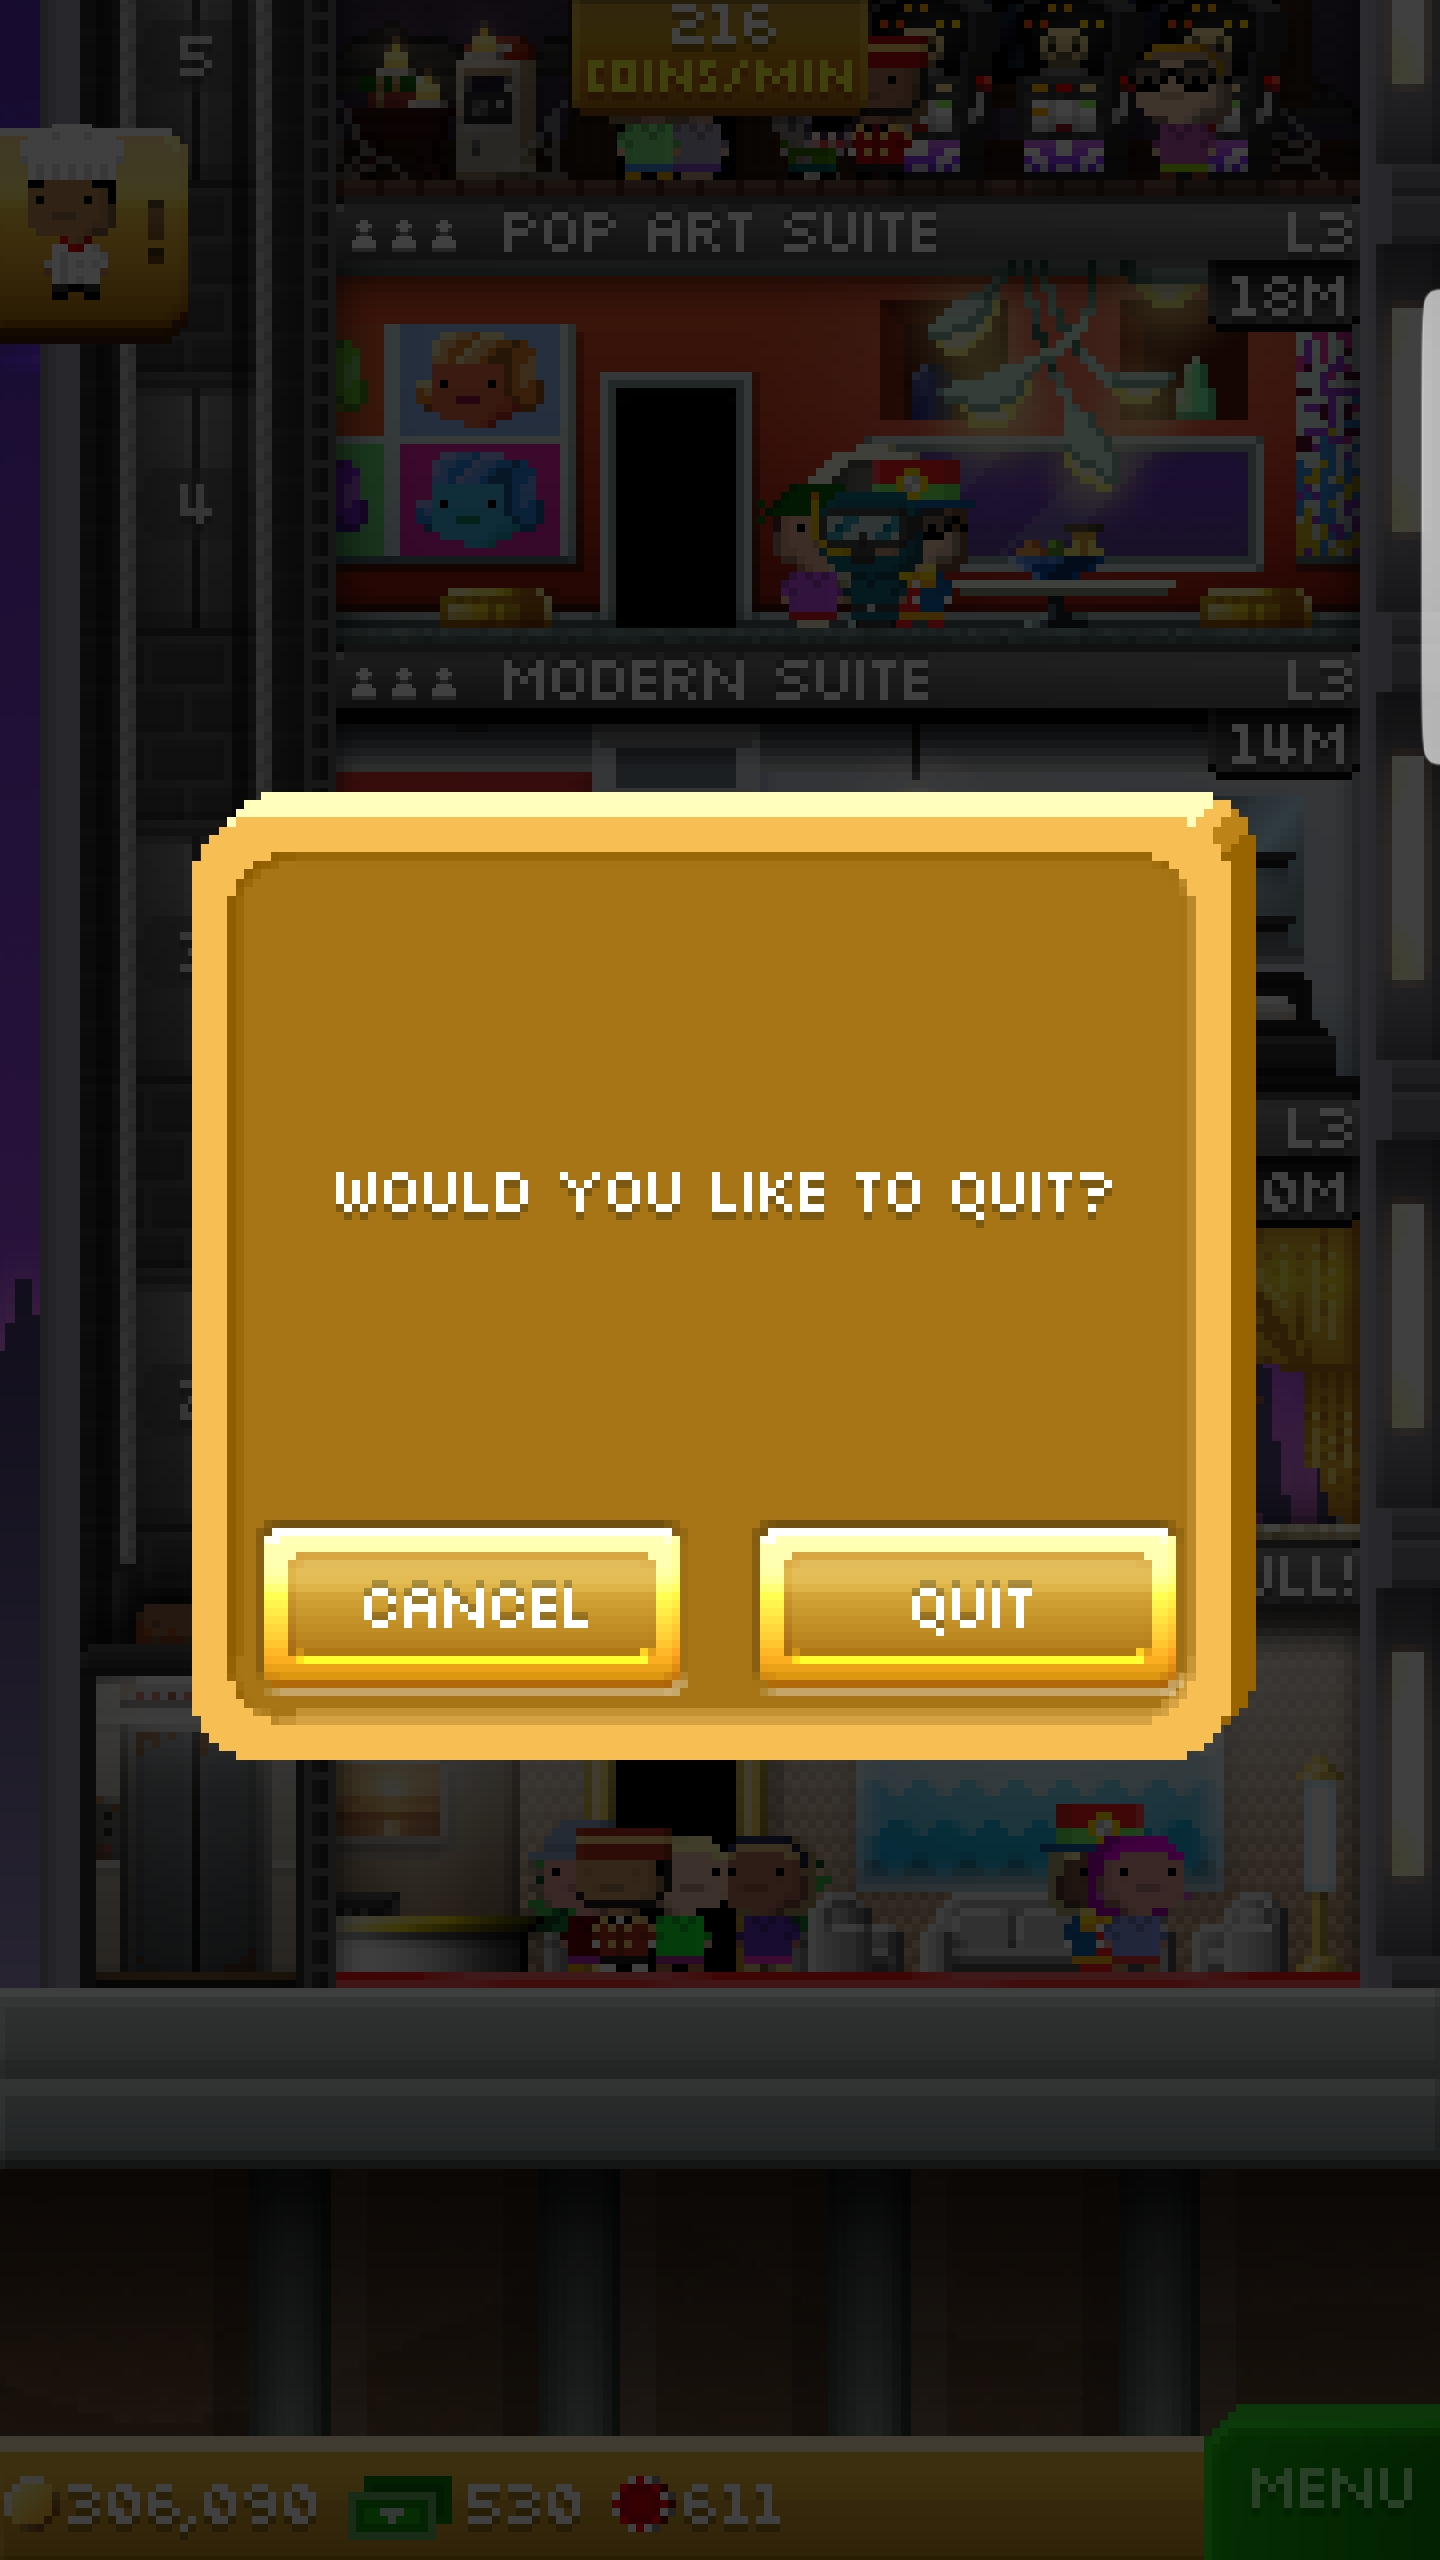 216
COINS/MIN
5
POP ART SUITE L3
18M
4
MODERN SUITE L3
14M
L3
0M
WOULD YOU LIKE TO QUIT?
CANCEL QUIT
306,090 530 611
MENU